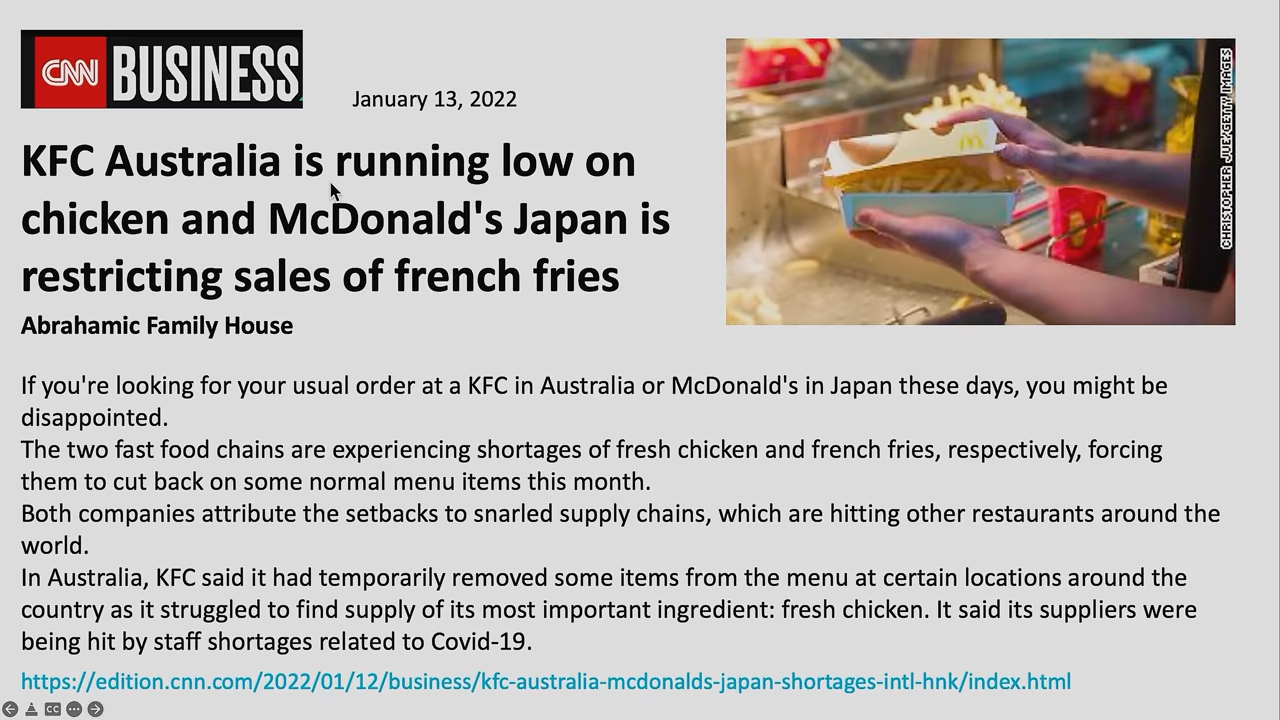 CNN BUSINESS
January 13, 2022
KFC Australia is running low on
chicken and McDonald's Japan is
restricting sales of french fries
Abrahamic Family House
CHRISTOPHER JUE/GETTY IMAGES
If you're looking for your usual order at a KFC in Australia or McDonald's in Japan these days, you might be
disappointed.
The two fast food chains are experiencing shortages of fresh chicken and french fries, respectively, forcing
them to cut back on some normal menu items this month.
Both companies attribute the setbacks to snarled supply chains, which are hitting other restaurants around the
world.
In Australia, KFC said it had temporarily removed some items from the menu at certain locations around the
country as it struggled to find supply of its most important ingredient: fresh chicken. It said its suppliers were
being hit by staff shortages related to Covid-19.
https://edition.cnn.com/2022/01/12/business/kfc-australia-mcdonalds-japan-shortages-intl-hnk/index.html
CC